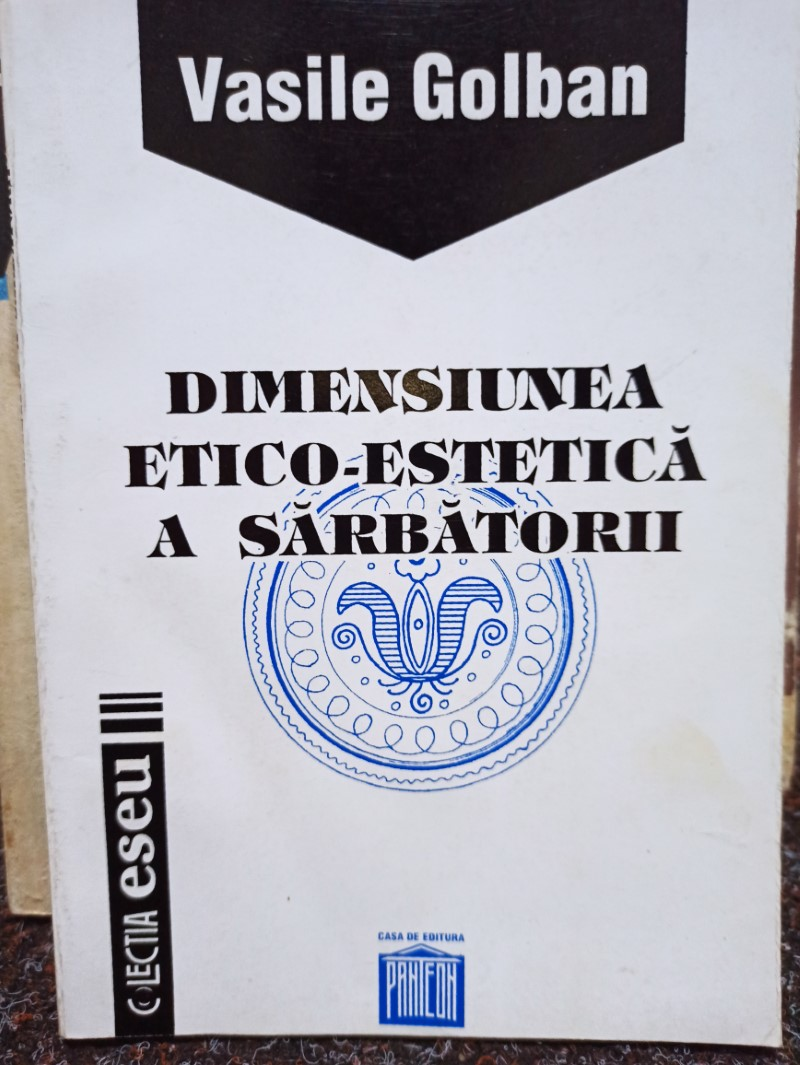 Vasile Golban
DIMENSIUNEA
ETICO-ESTETICĂ
A SĂRBĂTORII
COLECTIA eseu
CASA DE EDITURA
PANTEON